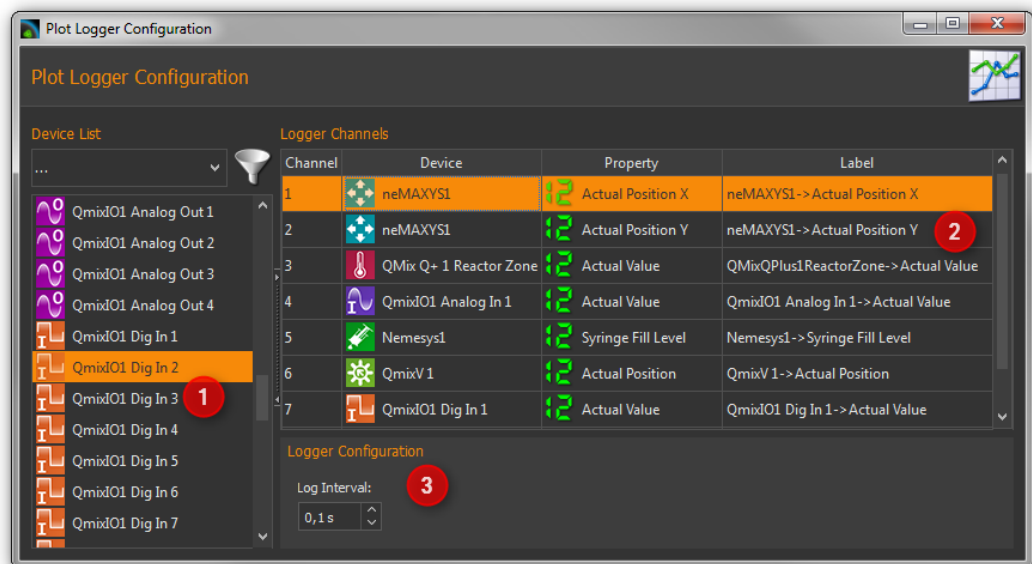 Plot Logger Configuration
Plot Logger Configuration
Device List
...
QmixIO1 Analog Out 1
QmixIO1 Analog Out 2
QmixIO1 Analog Out 3
QmixIO1 Analog Out 4
QmixIO1 Dig In 1
QmixIO1 Dig In 2
QmixIO1 Dig In 3
1
QmixIO1 Dig In 4
QmixIO1 Dig In 5
QmixIO1 Dig In 6
QmixIO1 Dig In 7
Logger Channels
Channel Device Property Label
1 neMAXYS1 12 Actual Position X neMAXYS1->Actual Position X
2 neMAXYS1 12 Actual Position Y neMAXYS1->Actual Position Y 2
3 QMix Q+ 1 Reactor Zone 12 Actual Value QMixQPlus1ReactorZone->Actual Value
4 QmixIO1 Analog In 1 12 Actual Value QmixIO1 Analog In 1->Actual Value
5 Nemesys1 12 Syringe Fill Level Nemesys1->Syringe Fill Level
6 QmixV 1 12 Actual Position QmixV 1->Actual Position
7 QmixIO1 Dig In 1 12 Actual Value QmixIO1 Dig In 1->Actual Value
Logger Configuration
Log Interval:
3
0,1 s